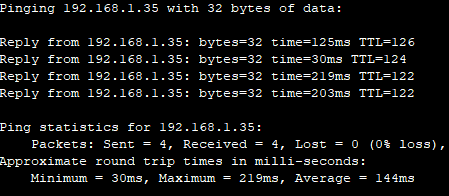 Pinging 192.168.1.35 with 32 bytes of data:
Reply from 192.168.1.35: bytes=32 time=125ms TTL=126
Reply from 192.168.1.35: bytes=32 time=30ms TTL=124
Reply from 192.168.1.35: bytes=32 time=219ms TTL=122
Reply from 192.168.1.35: bytes=32 time=203ms TTL=122
Ping statistics for 192.168.1.35:
Packets: Sent = 4, Received = 4, Lost = 0 (0% loss),
Approximate round trip times in milli-seconds:
Minimum = 30ms, Maximum = 219ms, Average = 144ms